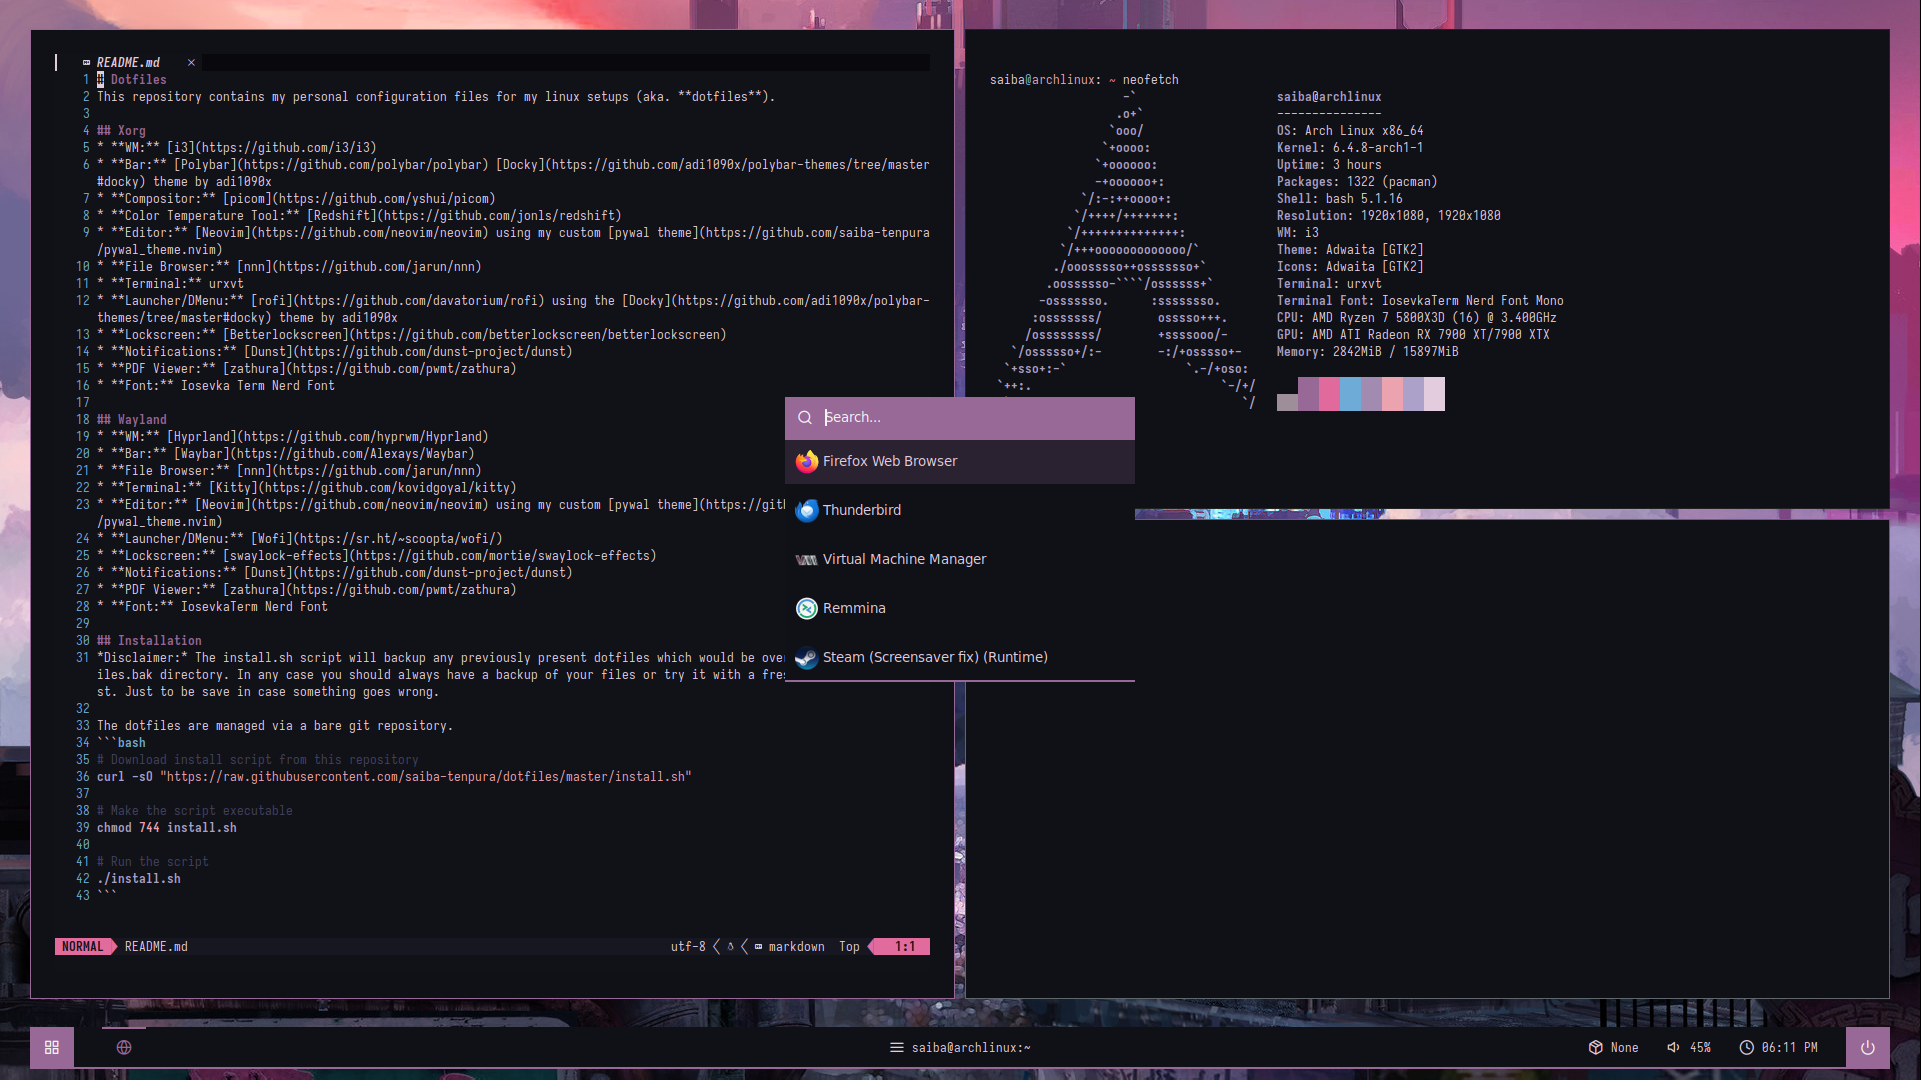 README.md ×
1 # Dotfiles
2 This repository contains my personal configuration files for my linux setups (aka. **dotfiles**).
3
4 ## Xorg
5 * **WM:** [i3](https://github.com/i3/i3)
6 * **Bar:** [Polybar](https://github.com/polybar/polybar) [Docky](https://github.com/adi1090x/polybar-themes/tree/master
#docky) theme by adi1090x
7 * **Compositor:** [picom](https://github.com/yshui/picom)
8 * **Color Temperature Tool:** [Redshift](https://github.com/jonls/redshift)
9 * **Editor:** [Neovim](https://github.com/neovim/neovim) using my custom [pywal theme](https://github.com/saiba-tenpura
/pywal_theme.nvim)
10 * **File Browser:** [nnn](https://github.com/jarun/nnn)
11 * **Terminal:** urxvt
12 * **Launcher/DMenu:** [rofi](https://github.com/davatorium/rofi) using the [Docky](https://github.com/adi1090x/polybar-
themes/tree/master#docky) theme by adi1090x
13 * **Lockscreen:** [Betterlockscreen](https://github.com/betterlockscreen/betterlockscreen)
14 * **Notifications:** [Dunst](https://github.com/dunst-project/dunst)
15 * **PDF Viewer:** [zathura](https://github.com/pwmt/zathura)
16 * **Font:** Iosevka Term Nerd Font
17
18 ## Wayland
19 * **WM:** [Hyprland](https://github.com/hyprwm/Hyprland)
20 * **Bar:** [Waybar](https://github.com/Alexays/Waybar)
21 * **File Browser:** [nnn](https://github.com/jarun/nnn)
22 * **Terminal:** [Kitty](https://github.com/kovidgoyal/kitty)
23 * **Editor:** [Neovim](https://github.com/neovim/neovim) using my custom [pywal theme](https://gith
/pywal_theme.nvim)
24 * **Launcher/DMenu:** [Wofi](https://sr.ht/~scoopta/wofi/)
25 * **Lockscreen:** [swaylock-effects](https://github.com/mortie/swaylock-effects)
26 * **Notifications:** [Dunst](https://github.com/dunst-project/dunst)
27 * **PDF Viewer:** [zathura](https://github.com/pwmt/zathura)
28 * **Font:** IosevkaTerm Nerd Font
29
30 ## Installation
31 *Disclaimer:* The install.sh script will backup any previously present dotfiles which would be ove
iles.bak directory. In any case you should always have a backup of your files or try it with a fres
st. Just to be save in case something goes wrong.
32
33 The dotfiles are managed via a bare git repository.
34 ```bash
35 # Download install script from this repository
36 curl -sO "https://raw.githubusercontent.com/saiba-tenpura/dotfiles/master/install.sh"
37
38 # Make the script executable
39 chmod 744 install.sh
40
41 # Run the script
42 ./install.sh
43 ```
NORMAL README.md utf-8 markdown Top 1:1
saiba@archlinux: ~ neofetch
saiba@archlinux
---------------
OS: Arch Linux x86_64
Kernel: 6.4.8-arch1-1
Uptime: 3 hours
Packages: 1322 (pacman)
Shell: bash 5.1.16
Resolution: 1920x1080, 1920x1080
WM: i3
Theme: Adwaita [GTK2]
Icons: Adwaita [GTK2]
Terminal: urxvt
Terminal Font: IosevkaTerm Nerd Font Mono
CPU: AMD Ryzen 7 5800X3D (16) @ 3.400GHz
GPU: AMD ATI Radeon RX 7900 XT/7900 XTX
Memory: 2842MiB / 15897MiB
Search...
Firefox Web Browser
Thunderbird
Virtual Machine Manager
Remmina
Steam (Screensaver fix) (Runtime)
saiba@archlinux:~
None 45% 06:11 PM